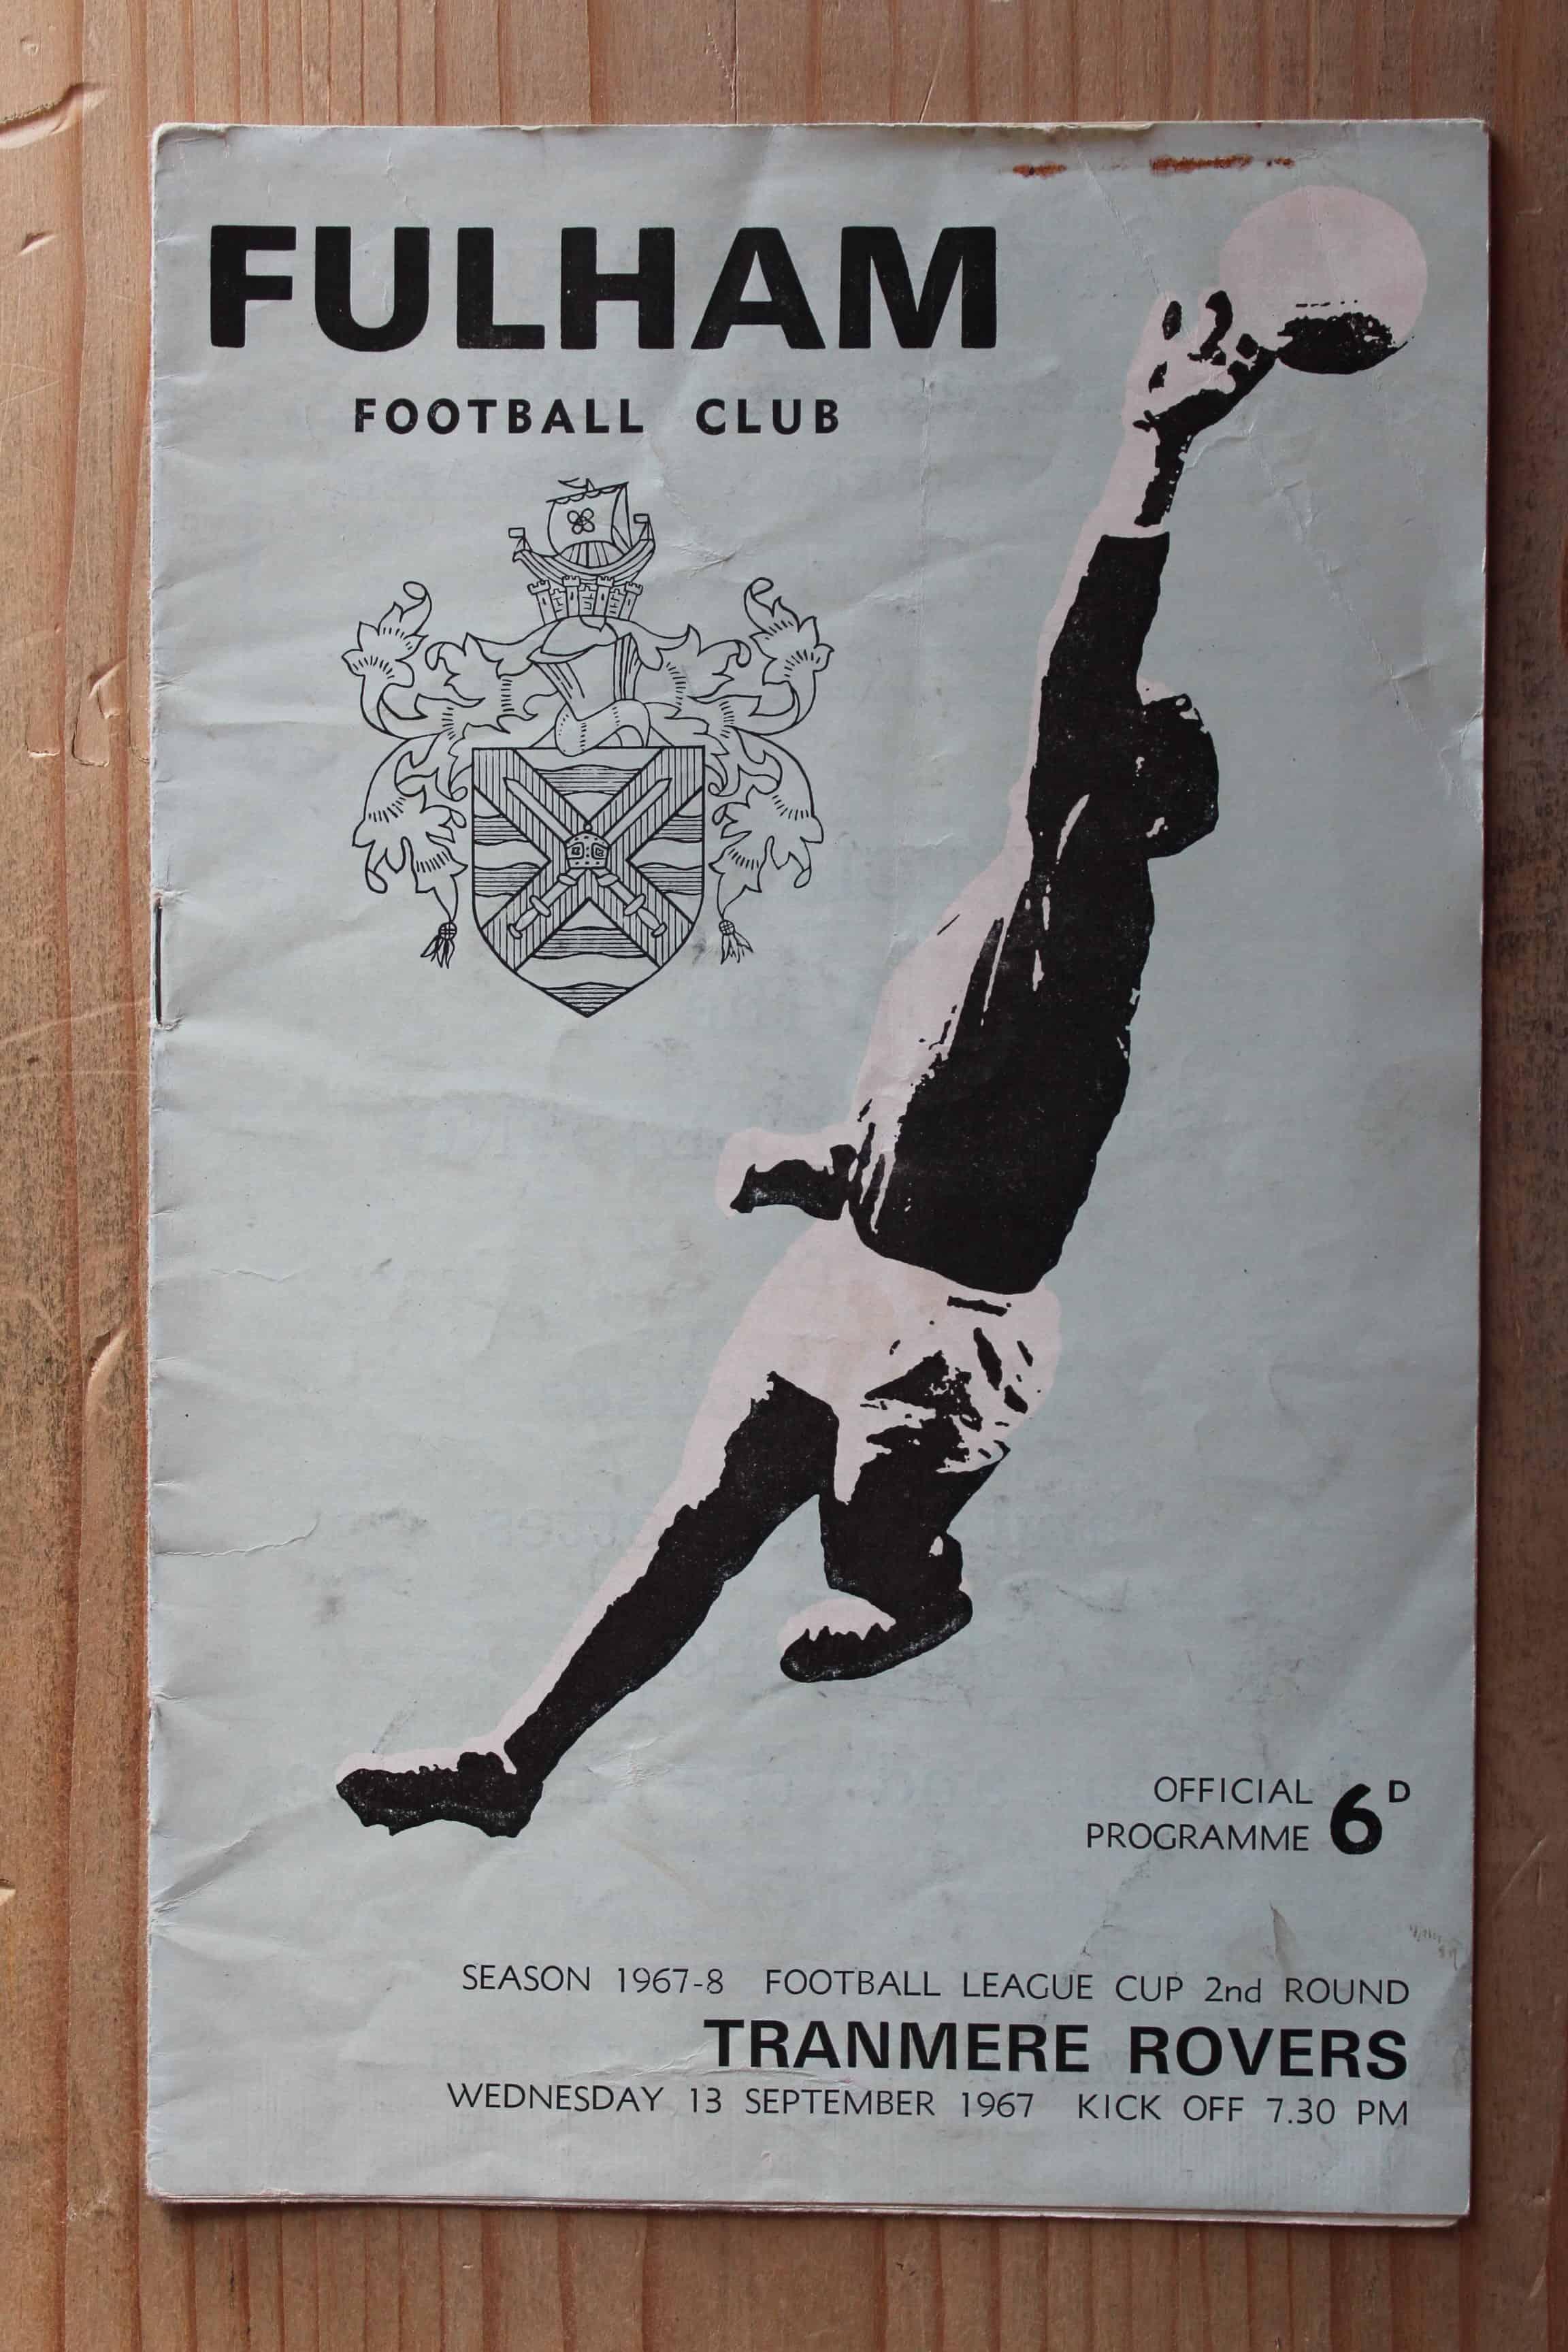 FULHAM
FOOTBALL CLUB
OFFICIAL
PROGRAMME 6D
SEASON 1967-8 FOOTBALL LEAGUE CUP 2nd ROUND
TRANMERE ROVERS
WEDNESDAY 13 SEPTEMBER 1967 KICK OFF 7.30 PM